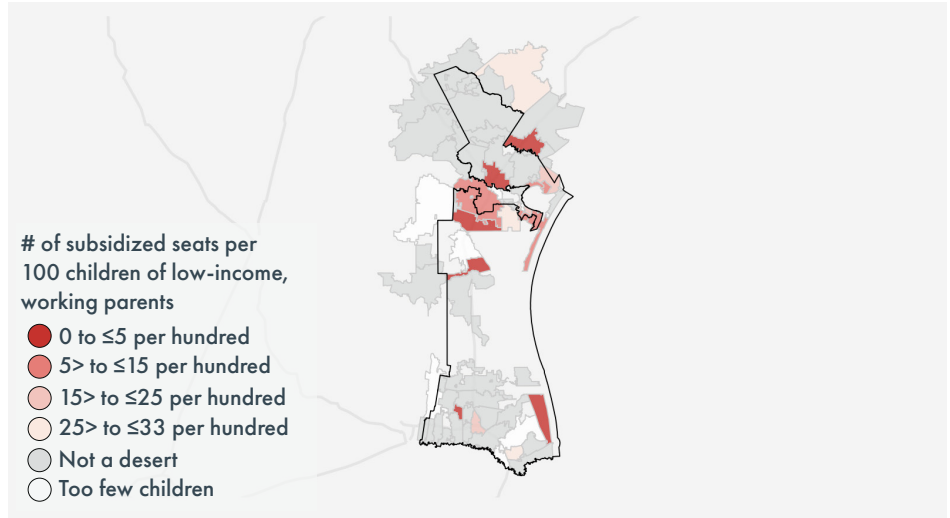 # of subsidized seats per
100 children of low-income,
working parents
0 to ≤5 per hundred
5> to ≤15 per hundred
15> to ≤25 per hundred
25> to ≤33 per hundred
Not a desert
Too few children